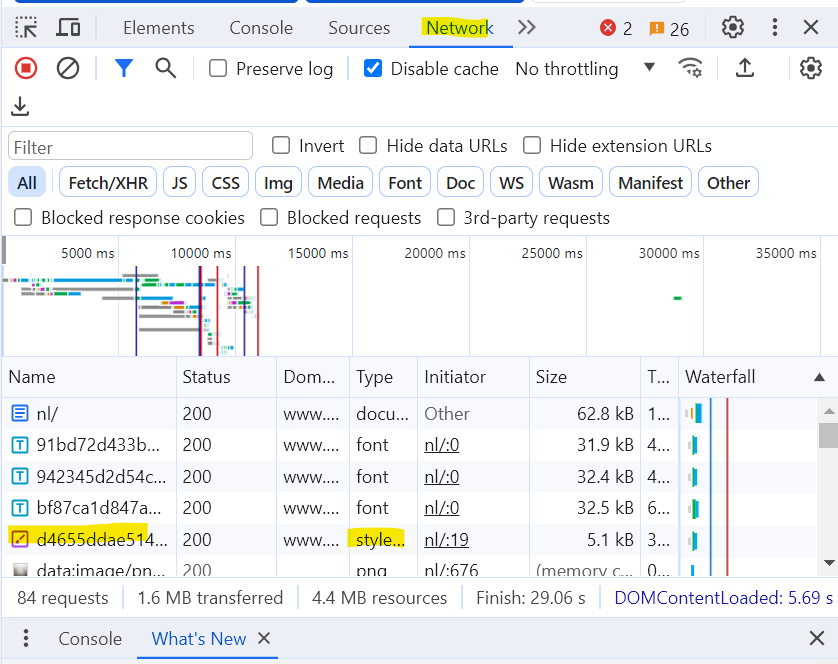 Elements Console Sources Network 2 26
Preserve log Disable cache No throttling
Filter Invert Hide data URLs Hide extension URLs
All Fetch/XHR JS CSS Img Media Font Doc WS Wasm Manifest Other
Blocked response cookies Blocked requests 3rd-party requests
5000 ms 10000 ms 15000 ms 20000 ms 25000 ms 30000 ms 35000 ms
Name Status Dom... Type Initiator Size T... Waterfall
nl/ 200 www.... docu... Other 62.8 kB 1...
91bd72d433b... 200 www.... font nl/:0 31.9 kB 4...
942345d2d54c... 200 www.... font nl/:0 32.4 kB 4...
bf87ca1d847a... 200 www.... font nl/:0 32.5 kB 6...
d4655ddae514... 200 www.... style... nl/:19 5.1 kB 3...
data:image/pn... 200 png nl/:676 (memory c... 0...
84 requests 1.6 MB transferred 4.4 MB resources Finish: 29.06 s DOMContentLoaded: 5.69 s
Console What's New